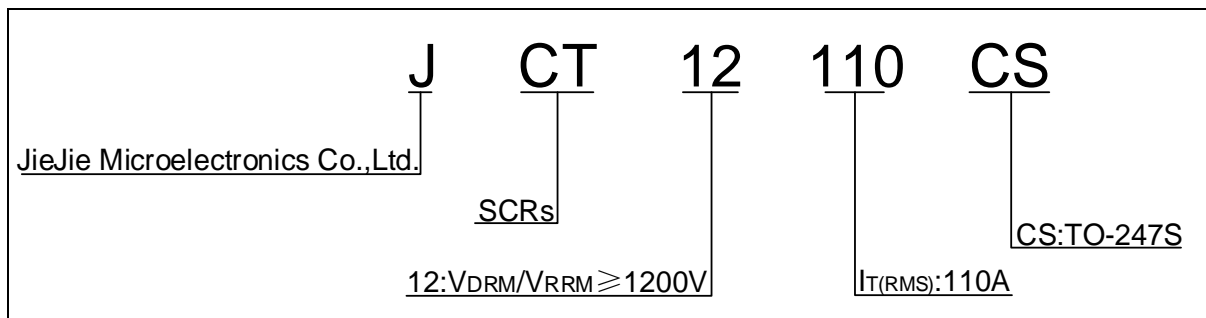 J CT 12 110 CS
JieJie Microelectronics Co.,Ltd.
SCRs
CS:TO-247S
12:VDRM/VRRM≥1200V IT(RMS):110A